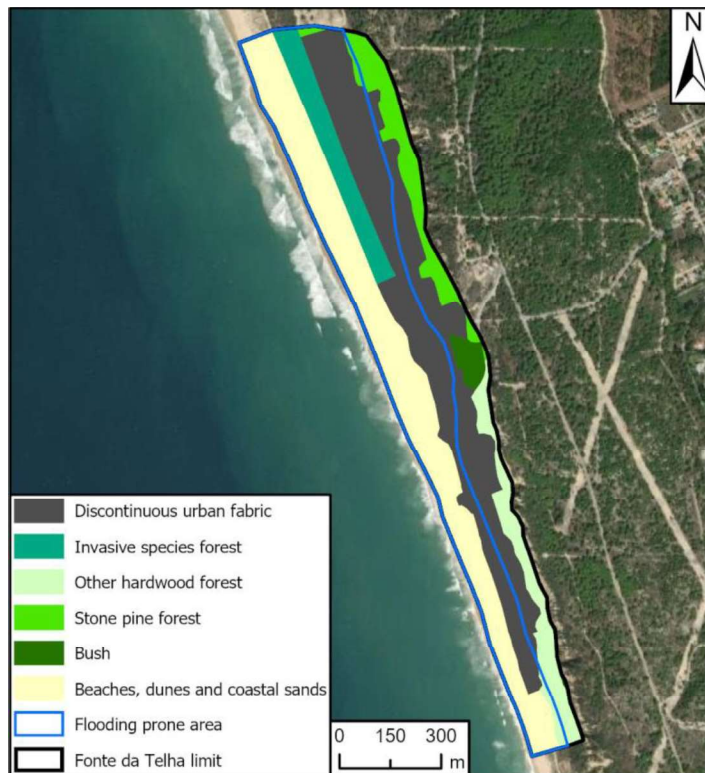 N
Discontinuous urban fabric
Invasive species forest
Other hardwood forest
Stone pine forest
Bush
Beaches, dunes and coastal sands
Flooding prone area
Fonte da Telha limit
0 150 300
m